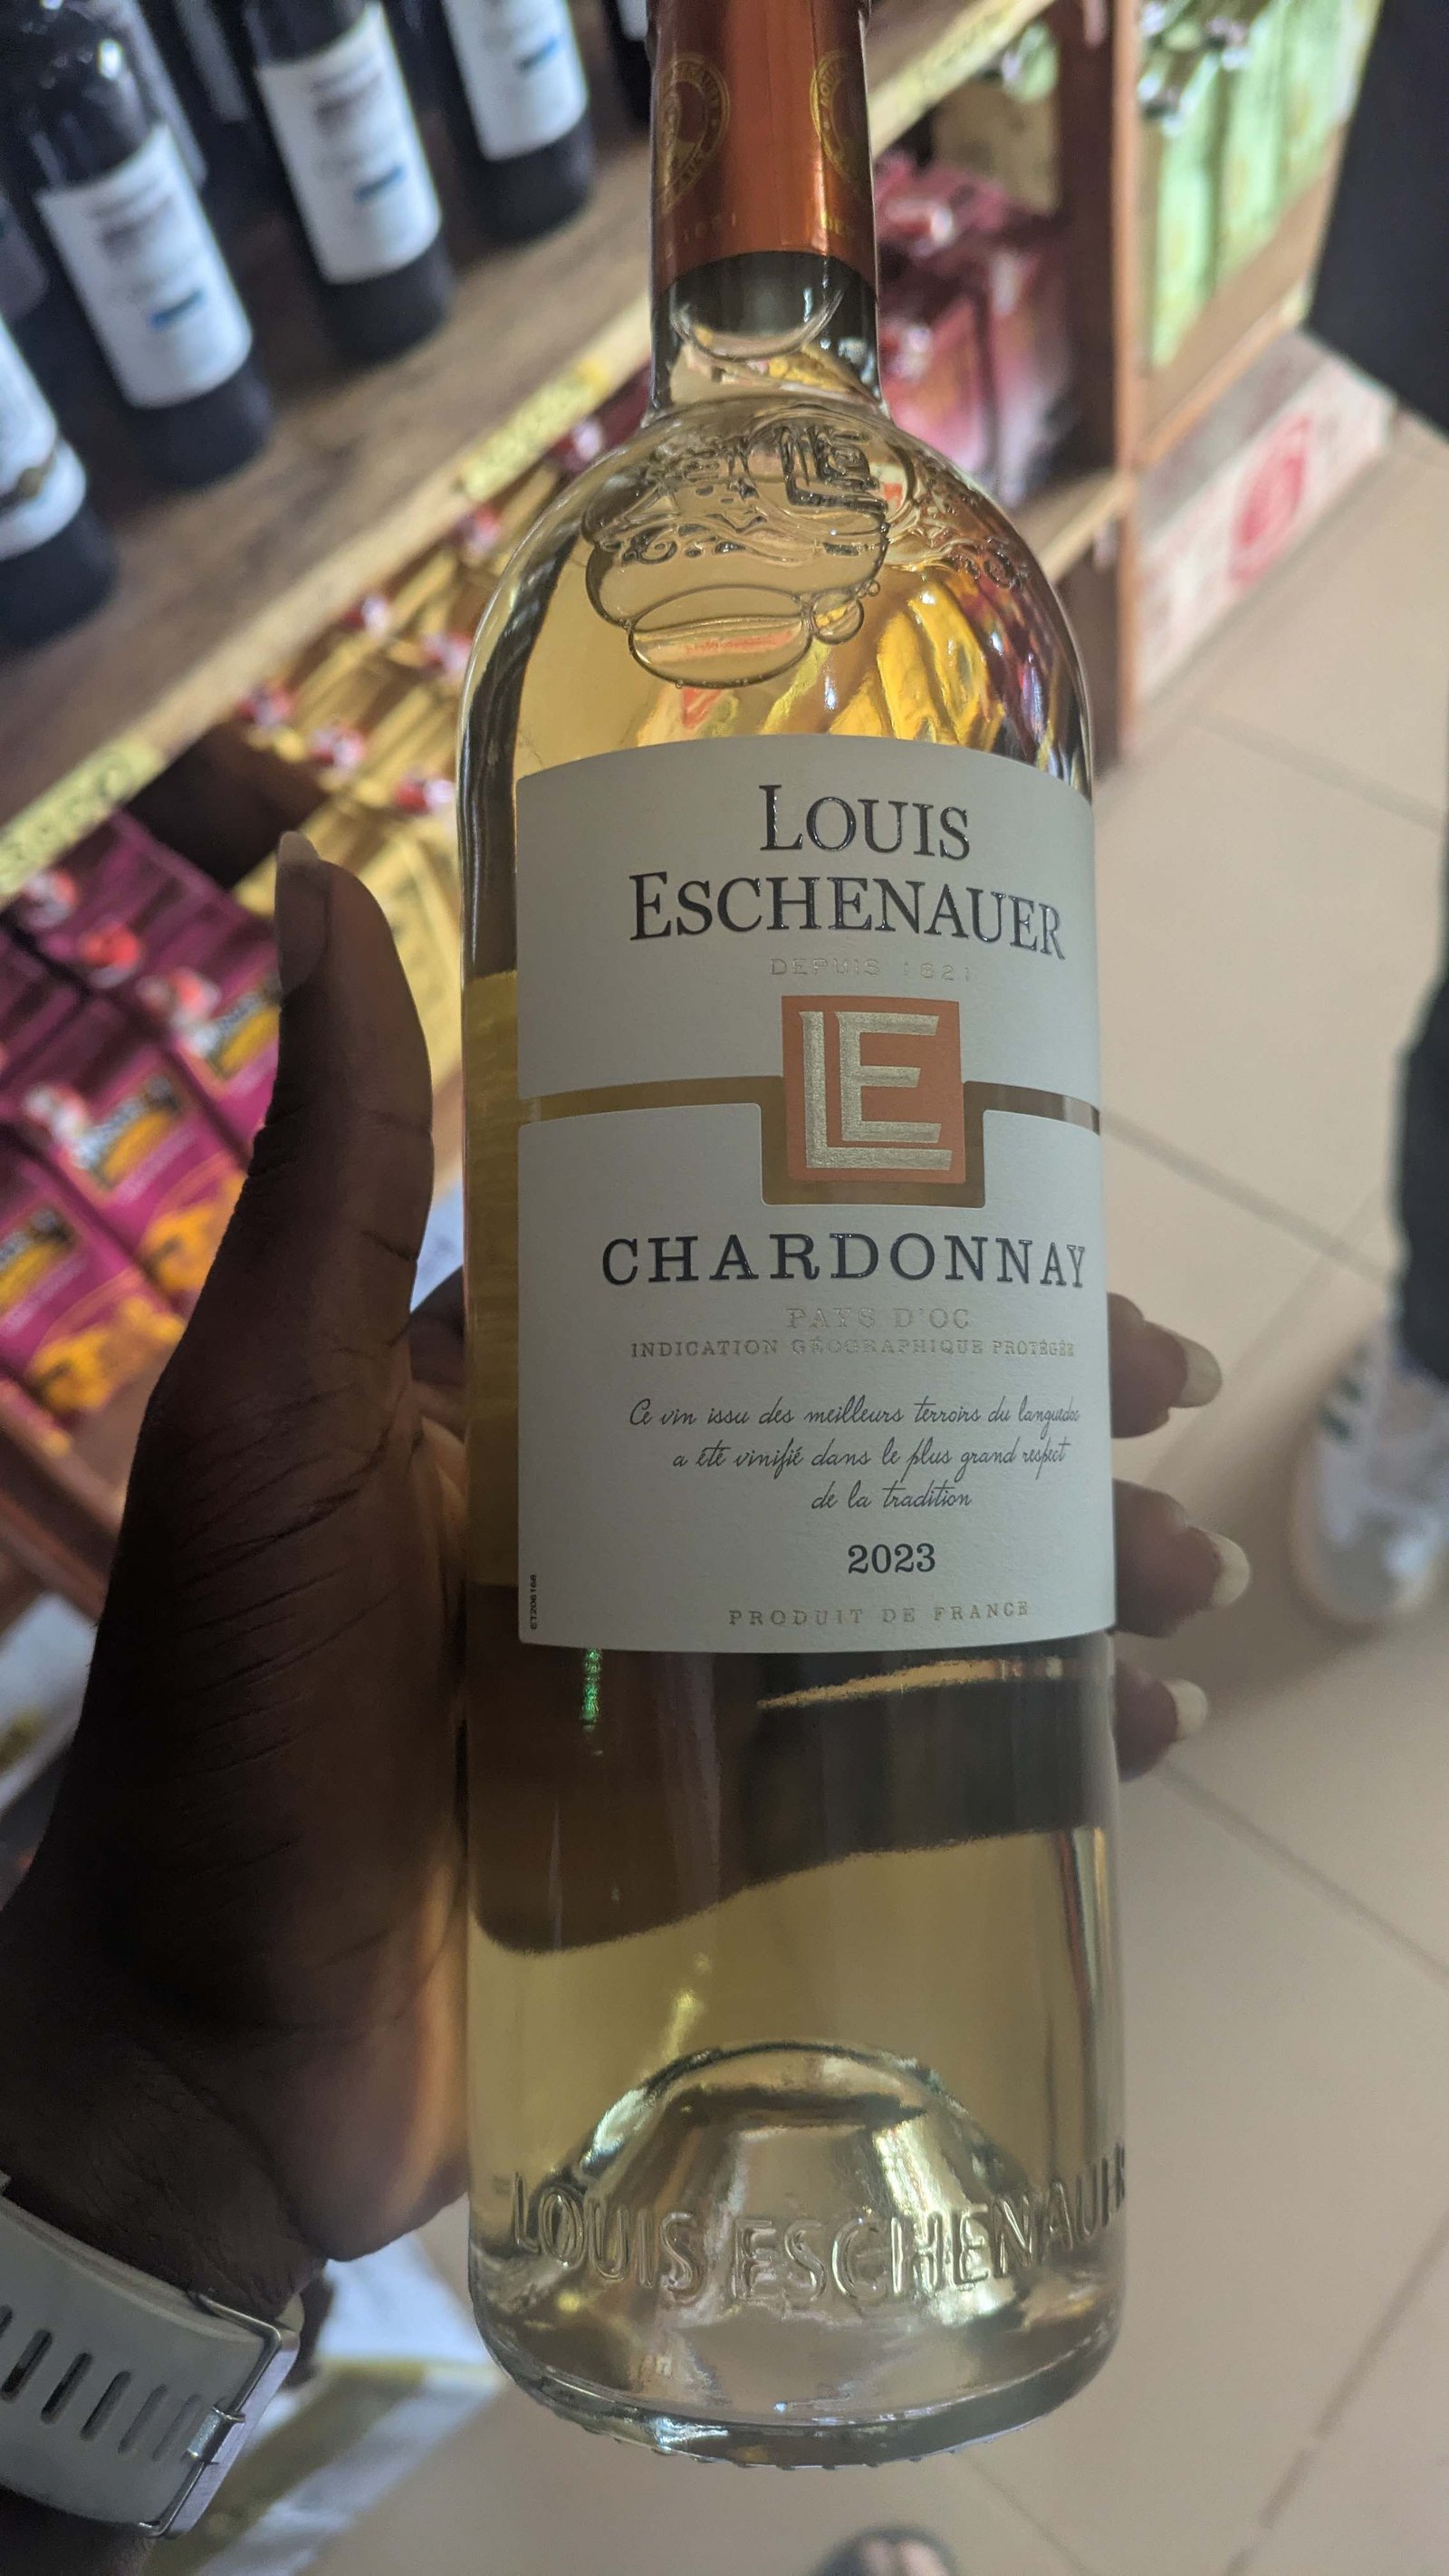 LOUIS
ESCHENAUER
DEPUIS 1821
LE
CHARDONNAY
PAYS D'OC
INDICATION GÉOGRAPHIQUE PROTÉGÉE
Ce vin issu des meilleurs terroirs du languedoc
a été vinifié dans le plus grand respect
de la tradition
2023
PRODUIT DE FRANCE
ET206168
LOUIS ESCHENAUER